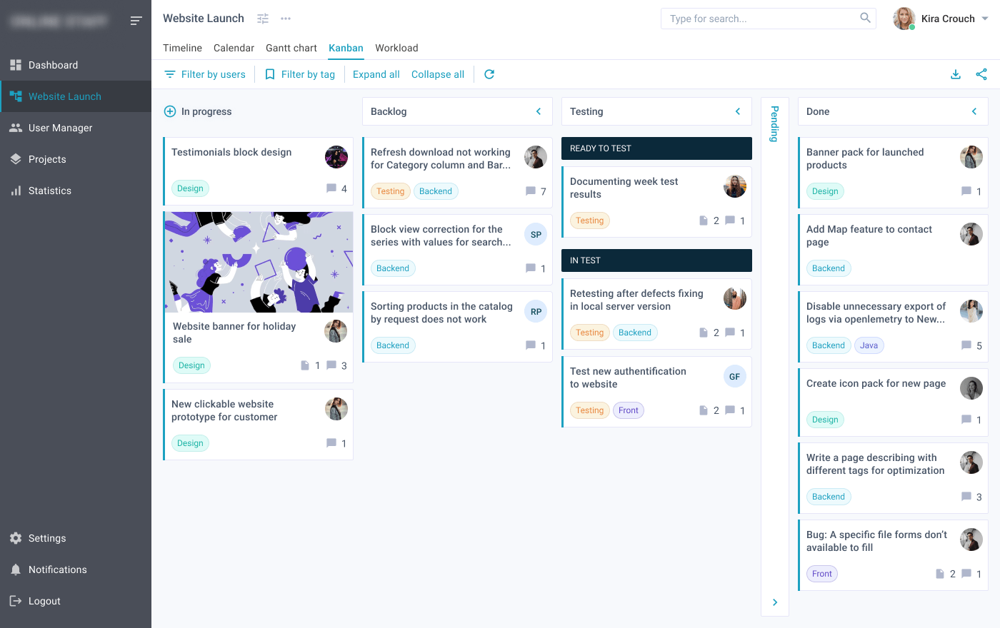 Website Launch
Type for search...
Kira Crouch
Timeline
Calendar
Gantt chart
Kanban
Workload
Filter by users
Filter by tag
Expand all
Collapse all
Dashboard
Website Launch
User Manager
Projects
Statistics
Settings
Notifications
Logout
In progress
Testimonials block design
Design
4
Website banner for holiday
sale
Design
1
3
New clickable website
prototype for customer
Design
1
Backlog
Refresh download not working
for Category column and Bar...
Testing
Backend
7
Block view correction for the
series with values for search...
SP
Backend
1
Sorting products in the catalog
by request does not work
RP
Backend
1
Testing
READY TO TEST
Documenting week test
results
Testing
2
1
IN TEST
Retesting after defects fixing
in local server version
Testing
Backend
2
1
Test new authentification
to website
GF
Testing
Front
2
1
Pending
Done
Banner pack for launched
products
Design
1
Add Map feature to contact
page
Backend
Disable unnecessary export of
logs via openlemetry to New...
Backend
Java
5
Create icon pack for new page
Design
1
Write a page describing with
different tags for optimization
Backend
3
Bug: A specific file forms don’t
available to fill
Front
2
1